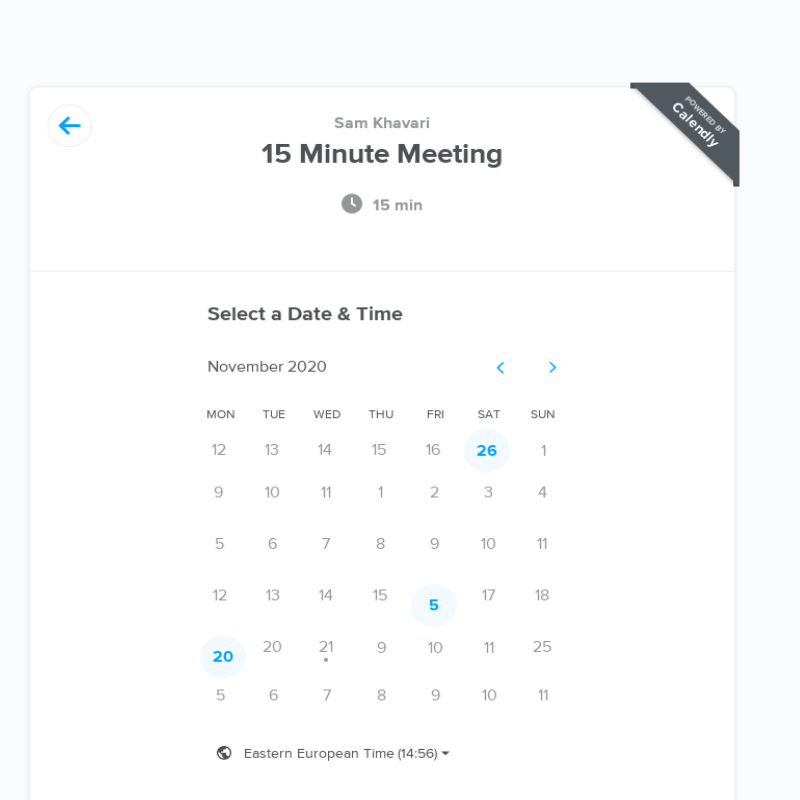 POWERED BY
Calendly
Sam Khavari
15 Minute Meeting
15 min
Select a Date & Time
November 2020
MON TUE WED THU FRI SAT SUN
12 13 14 15 16 26 1
9 10 11 1 2 3 4
5 6 7 8 9 10 11
12 13 14 15 5 17 18
20 20 21 9 10 11 25
5 6 7 8 9 10 11
Eastern European Time (14:56)